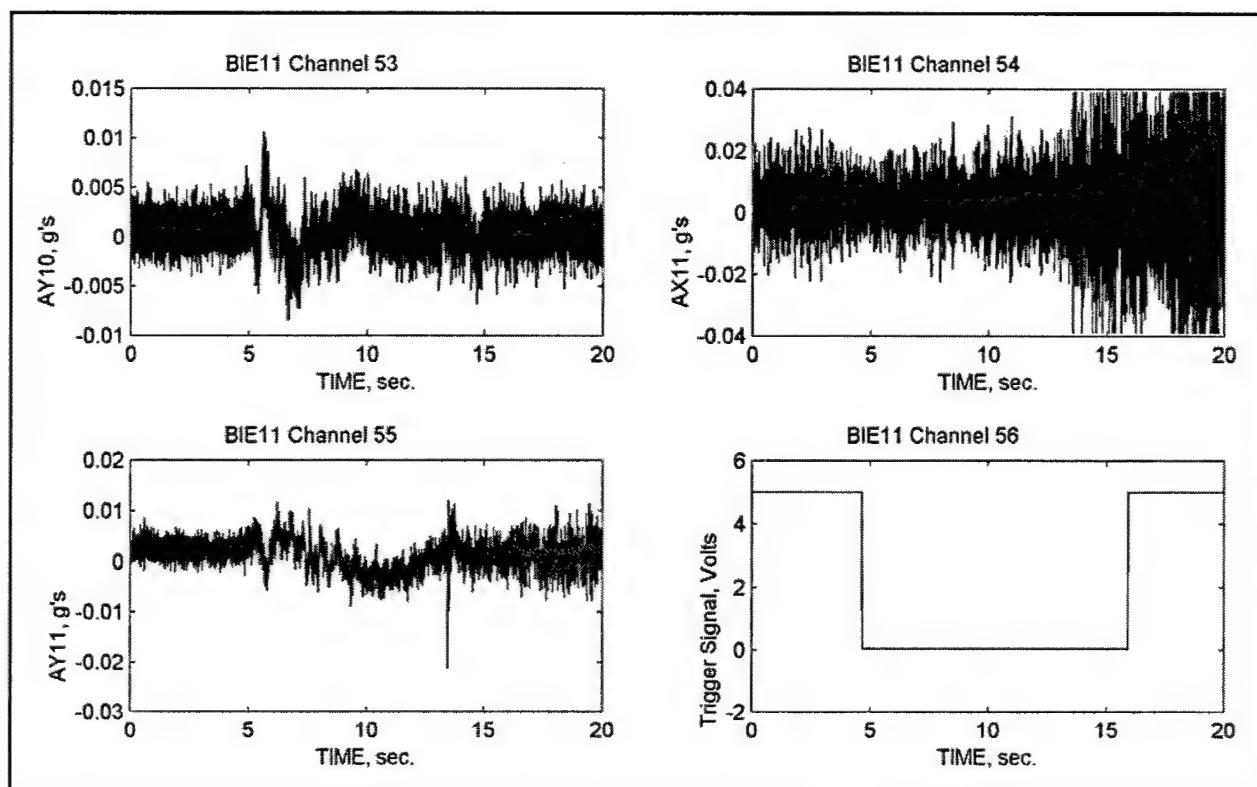 BIE11 Channel 53
0.015
0.01
0.005
0
-0.005
-0.01
AY10, g's
0 5 10 15 20
TIME, sec.
BIE11 Channel 54
0.04
0.02
0
-0.02
-0.04
AX11, g's
0 5 10 15 20
TIME, sec.
BIE11 Channel 55
0.02
0.01
0
-0.01
-0.02
-0.03
AY11, g's
0 5 10 15 20
TIME, sec.
BIE11 Channel 56
6
4
2
0
-2
Trigger Signal, Volts
0 5 10 15 20
TIME, sec.